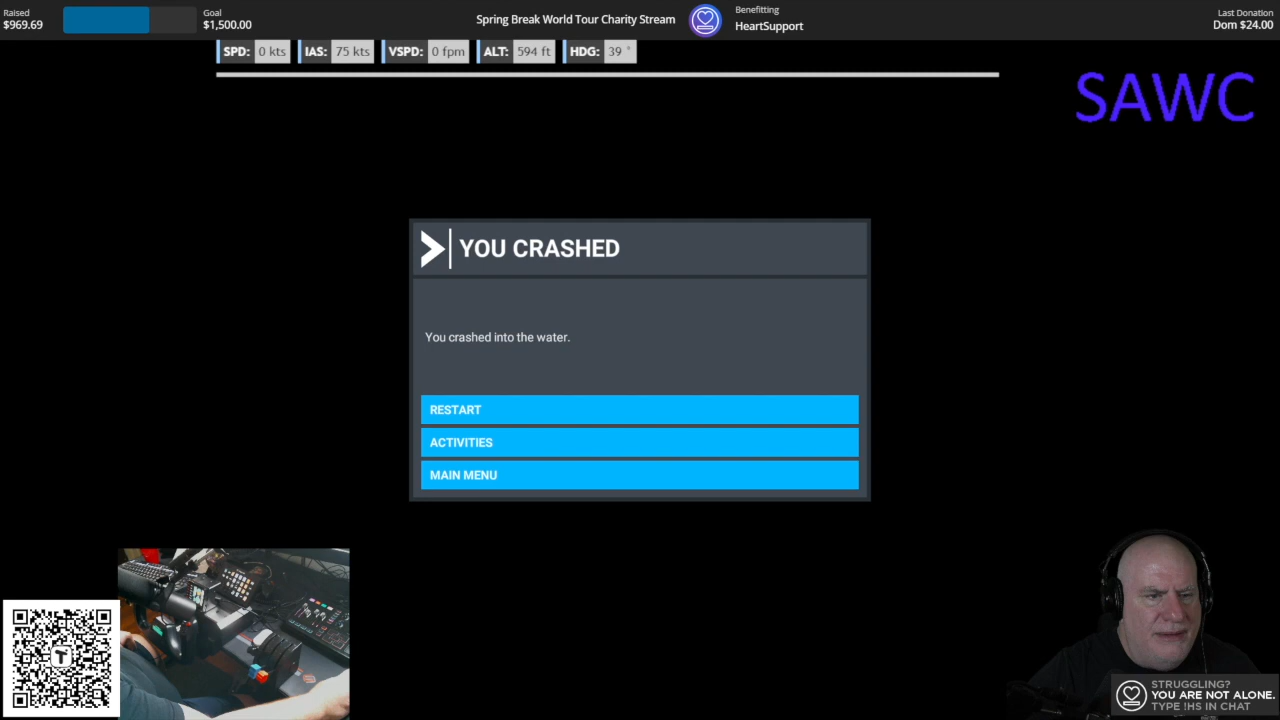 Raised
$969.69
Goal
$1,500.00
Spring Break World Tour Charity Stream
Benefitting
HeartSupport
Last Donation
Dom $24.00
SPD: 0 kts
IAS: 75 kts
VSPD: 0 fpm
ALT: 594 ft
HDG: 39 °
SAWC
YOU CRASHED
You crashed into the water.
RESTART
ACTIVITIES
MAIN MENU
T
STRUGGLING?
YOU ARE NOT ALONE.
TYPE !HS IN CHAT